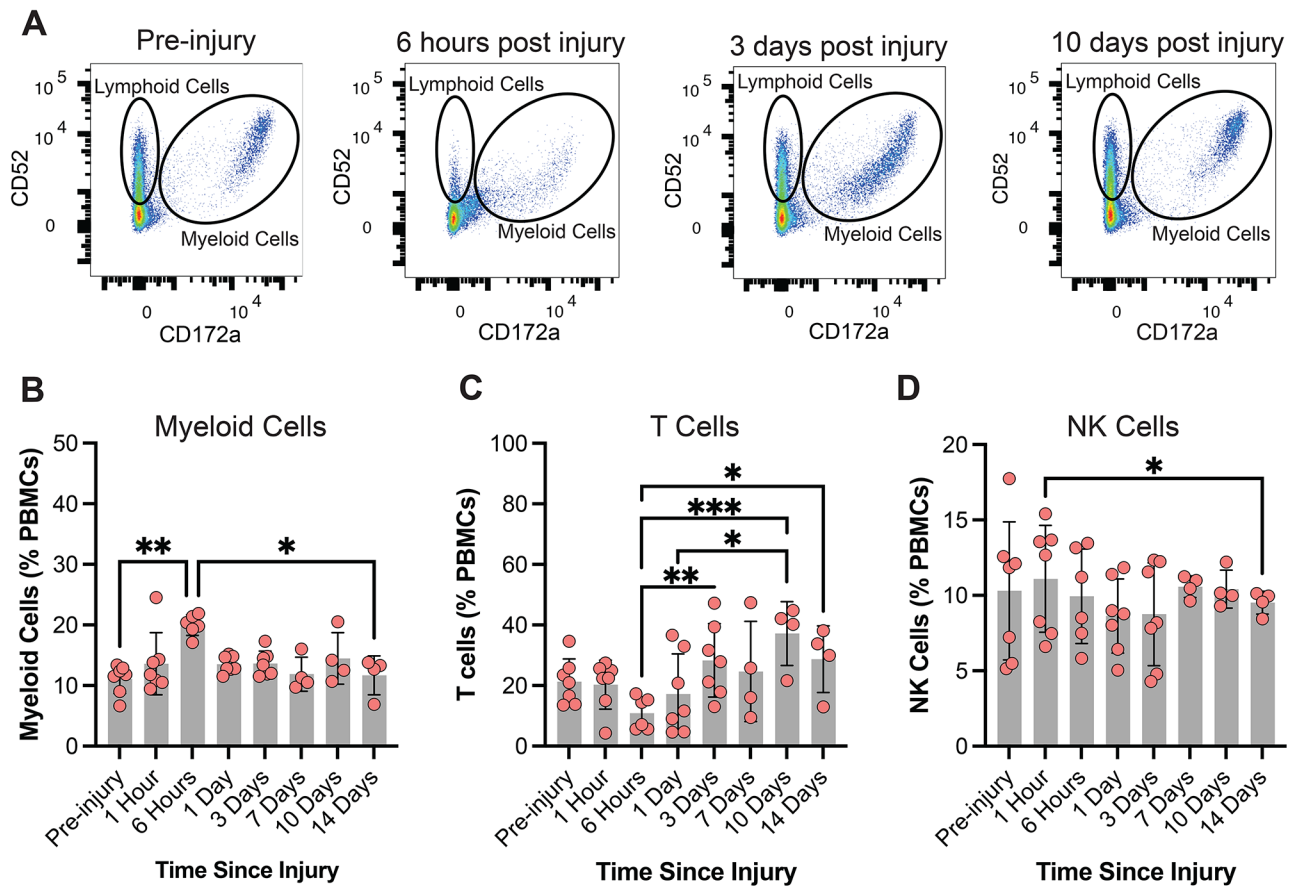 A
Pre-injury
6 hours post injury
3 days post injury
10 days post injury
Lymphoid Cells
Lymphoid Cells
Lymphoid Cells
Lymphoid Cells
10^5
10^4
0
CD52
10^5
10^4
0
CD52
10^5
10^4
0
CD52
10^5
10^4
0
CD52
Myeloid Cells
Myeloid Cells
Myeloid Cells
Myeloid Cells
0 10^4
0 10^4
0 10^4
0 10^4
CD172a
CD172a
CD172a
CD172a
B
Myeloid Cells
Myeloid Cells (% PBMCs)
50
40
30
20
10
0
**
*
Pre-injury
1 Hour
6 Hours
1 Day
3 Days
7 Days
10 Days
14 Days
Time Since Injury
C
T Cells
T cells (% PBMCs)
100
80
60
40
20
0
*
***
*
**
Pre-injury
1 Hour
6 Hours
1 Day
3 Days
7 Days
10 Days
14 Days
Time Since Injury
D
NK Cells
NK Cells (% PBMCs)
20
15
10
5
0
*
Pre-injury
1 Hour
6 Hours
1 Day
3 Days
7 Days
10 Days
14 Days
Time Since Injury